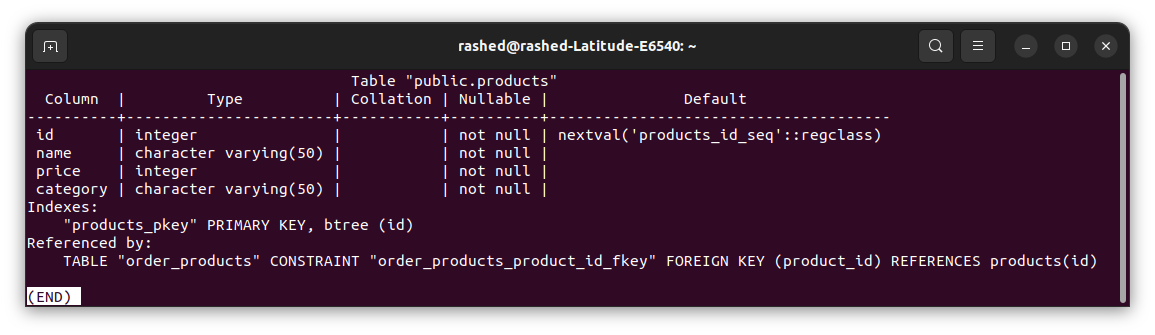 rashed@rashed-Latitude-E6540: ~
Table "public.products"
  Column  |         Type          | Collation | Nullable |               Default
----------+-----------------------+-----------+----------+--------------------------------------
 id       | integer               |           | not null | nextval('products_id_seq'::regclass)
 name     | character varying(50) |           | not null |
 price    | integer               |           | not null |
 category | character varying(50) |           | not null |
Indexes:
    "products_pkey" PRIMARY KEY, btree (id)
Referenced by:
    TABLE "order_products" CONSTRAINT "order_products_product_id_fkey" FOREIGN KEY (product_id) REFERENCES products(id)
(END)